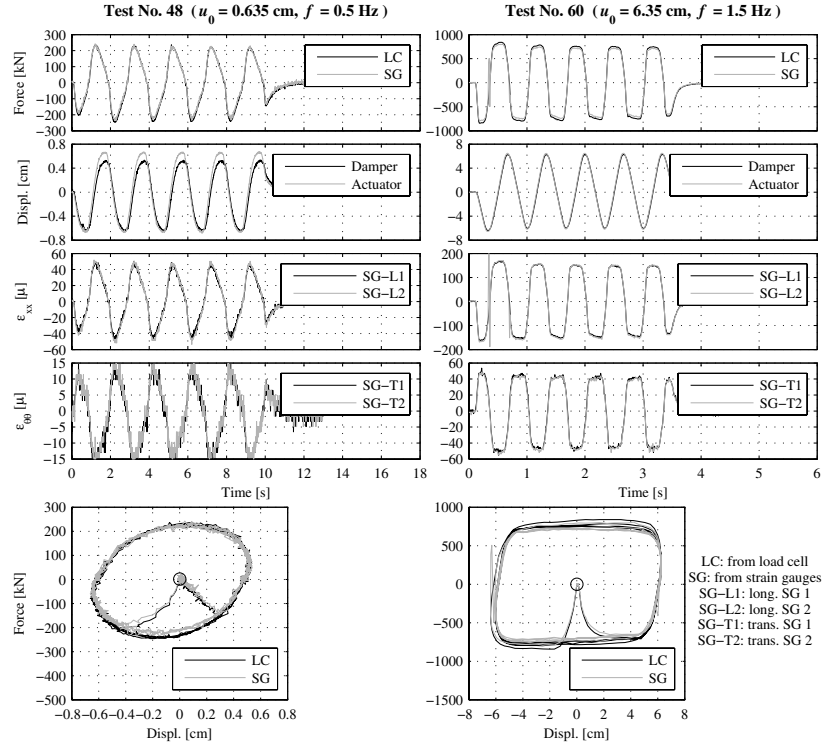 Test No. 48 ( u0 = 0.635 cm, f = 0.5 Hz)
Test No. 60 ( u0 = 6.35 cm, f = 1.5 Hz)
300
200
100
0
−100
−200
−300
Force [kN]
LC
SG
1000
500
0
−500
−1000
Force [kN]
LC
SG
0.8
0.4
0
−0.4
−0.8
Displ. [cm]
Damper
Actuator
8
4
0
−4
−8
Displ. [cm]
Damper
Actuator
60
40
20
0
−20
−40
−60
εxx [μ]
SG−L1
SG−L2
200
100
0
−100
−200
εxx [μ]
SG−L1
SG−L2
15
10
5
0
−5
−10
−15
εθθ [μ]
SG−T1
SG−T2
0 2 4 6 8 10 12 14 16 18
Time [s]
60
40
20
0
−20
−40
−60
εθθ [μ]
SG−T1
SG−T2
0 1 2 3 4 5 6
Time [s]
300
200
100
0
−100
−200
−300
−400
−500
Force [kN]
LC
SG
−0.8 −0.6 −0.4 −0.2 0 0.2 0.4 0.6 0.8
Displ. [cm]
1000
500
0
−500
−1000
−1500
Force [kN]
LC
SG
−8 −6 −4 −2 0 2 4 6 8
Displ. [cm]
LC: from load cell
SG: from strain gauges
SG-L1: long. SG 1
SG-L2: long. SG 2
SG-T1: trans. SG 1
SG-T2: trans. SG 2